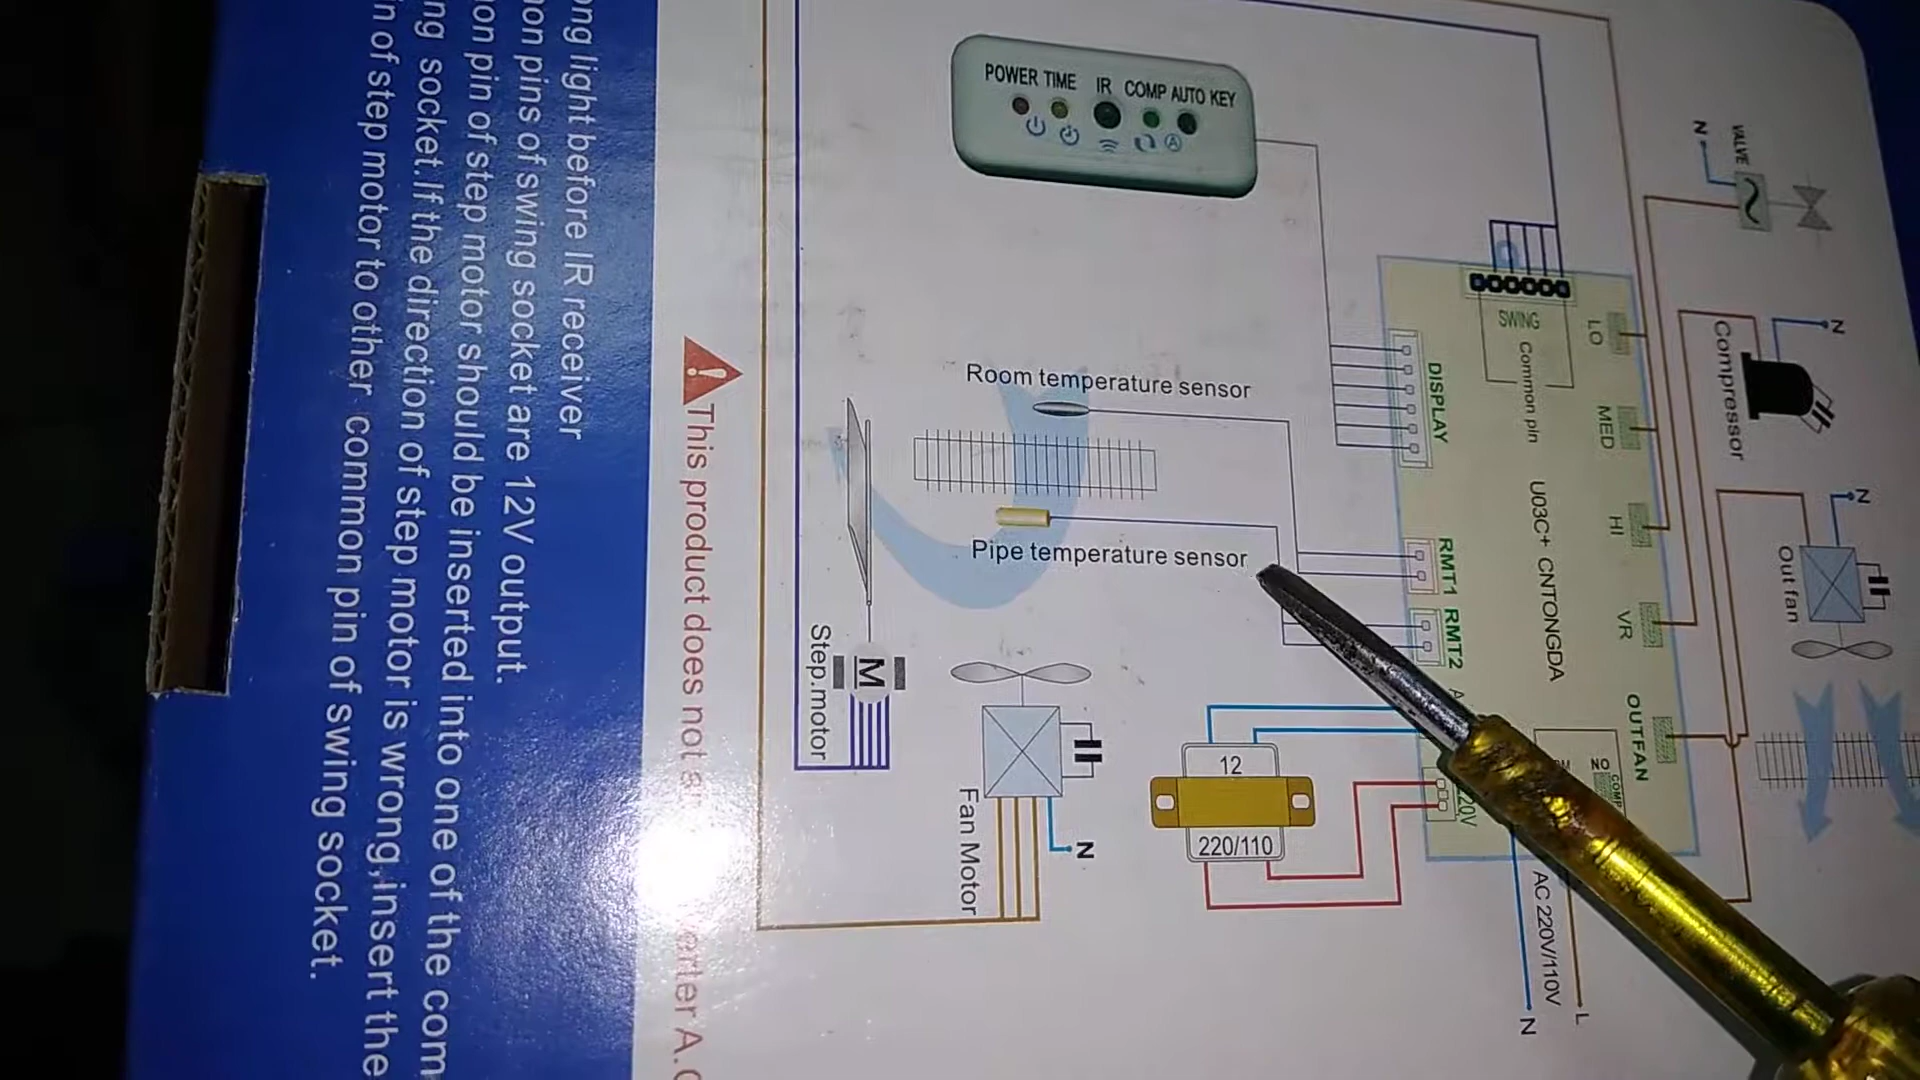 ong light before IR receiver
on pins of swing socket are 12V output.
on pin of step motor should be inserted into one of the com
ng socket.If the direction of step motor is wrong,insert the
in of step motor to other common pin of swing socket.
This product does not
erter A.C
POWER TIME IR COMP AUTO KEY
Room temperature sensor
Pipe temperature sensor
Step.motor
M
Fan Motor
N
12
220/110
DISPLAY
RMT1
RMT2
SWING
Common pin
U03C+ CNTONGDA
LO
MED
HI
VR
OUTFAN
NO
COMP
AC 220V/110V
N
L
VALVE
N
Compressor
N
Out fan
N